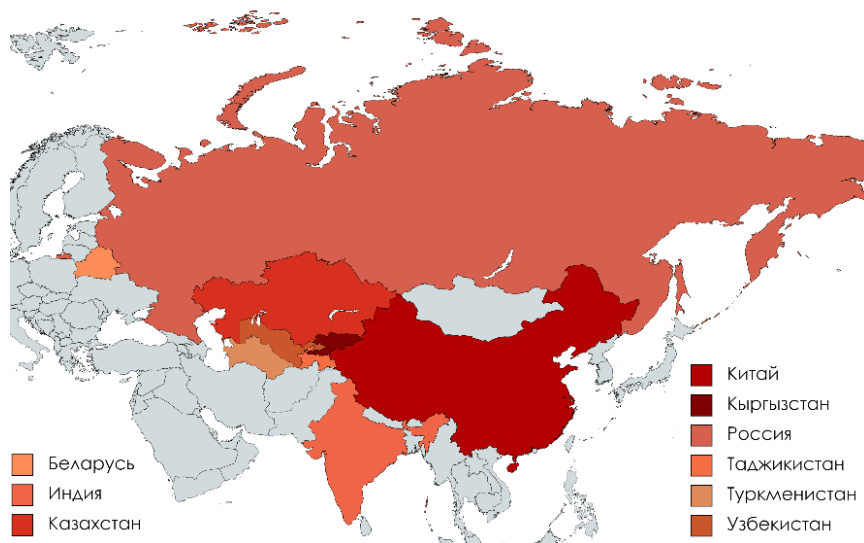 Беларусь
Индия
Казахстан
Китай
Кыргызстан
Россия
Таджикистан
Туркменистан
Узбекистан